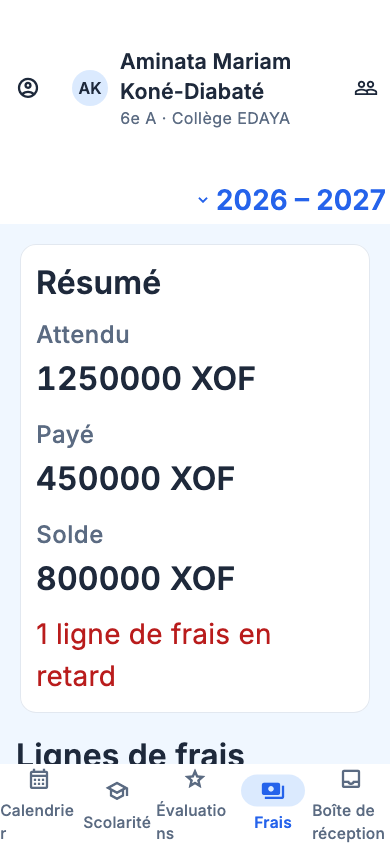 AK
Aminata Mariam
Koné-Diabaté
6e A · Collège EDAYA
2026 – 2027
Résumé
Attendu
1250000 XOF
Payé
450000 XOF
Solde
800000 XOF
1 ligne de frais en
retard
Lignes de frais
Calendrie
r
Scolarité
Évaluatio
ns
Frais
Boîte de
réception